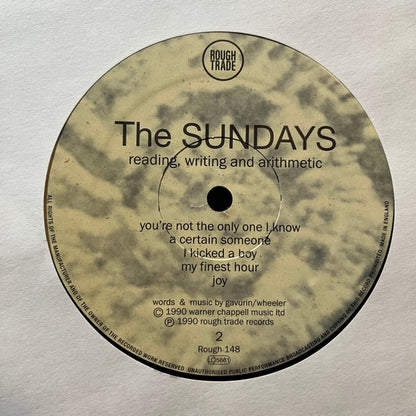 ROUGH
TRADE
The SUNDAYS
reading, writing and arithmetic
you're not the only one I know
a certain someone
I kicked a boy
my finest hour
joy
words & music by gavurin/wheeler
© 1990 warner chappell music ltd
℗ 1990 rough trade records
2
Rough 148
LC5661
ALL RIGHTS OF THE MANUFACTURER AND OF THE OWNER OF THE RECORDED WORK RESERVED UNAUTHORISED PUBLIC PERFORMANCE BROADCASTING AND COPYING OF THIS RECORD PROHIBITED. MADE IN ENGLAND